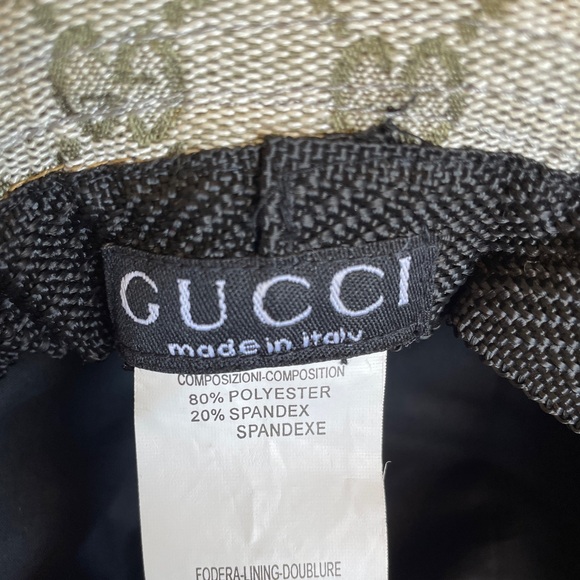 GUCCI
made in italy
COMPOSIZIONI-COMPOSITION
80% POLYESTER
20% SPANDEX
SPANDEXE
FODERA-LINING-DOUBLURE